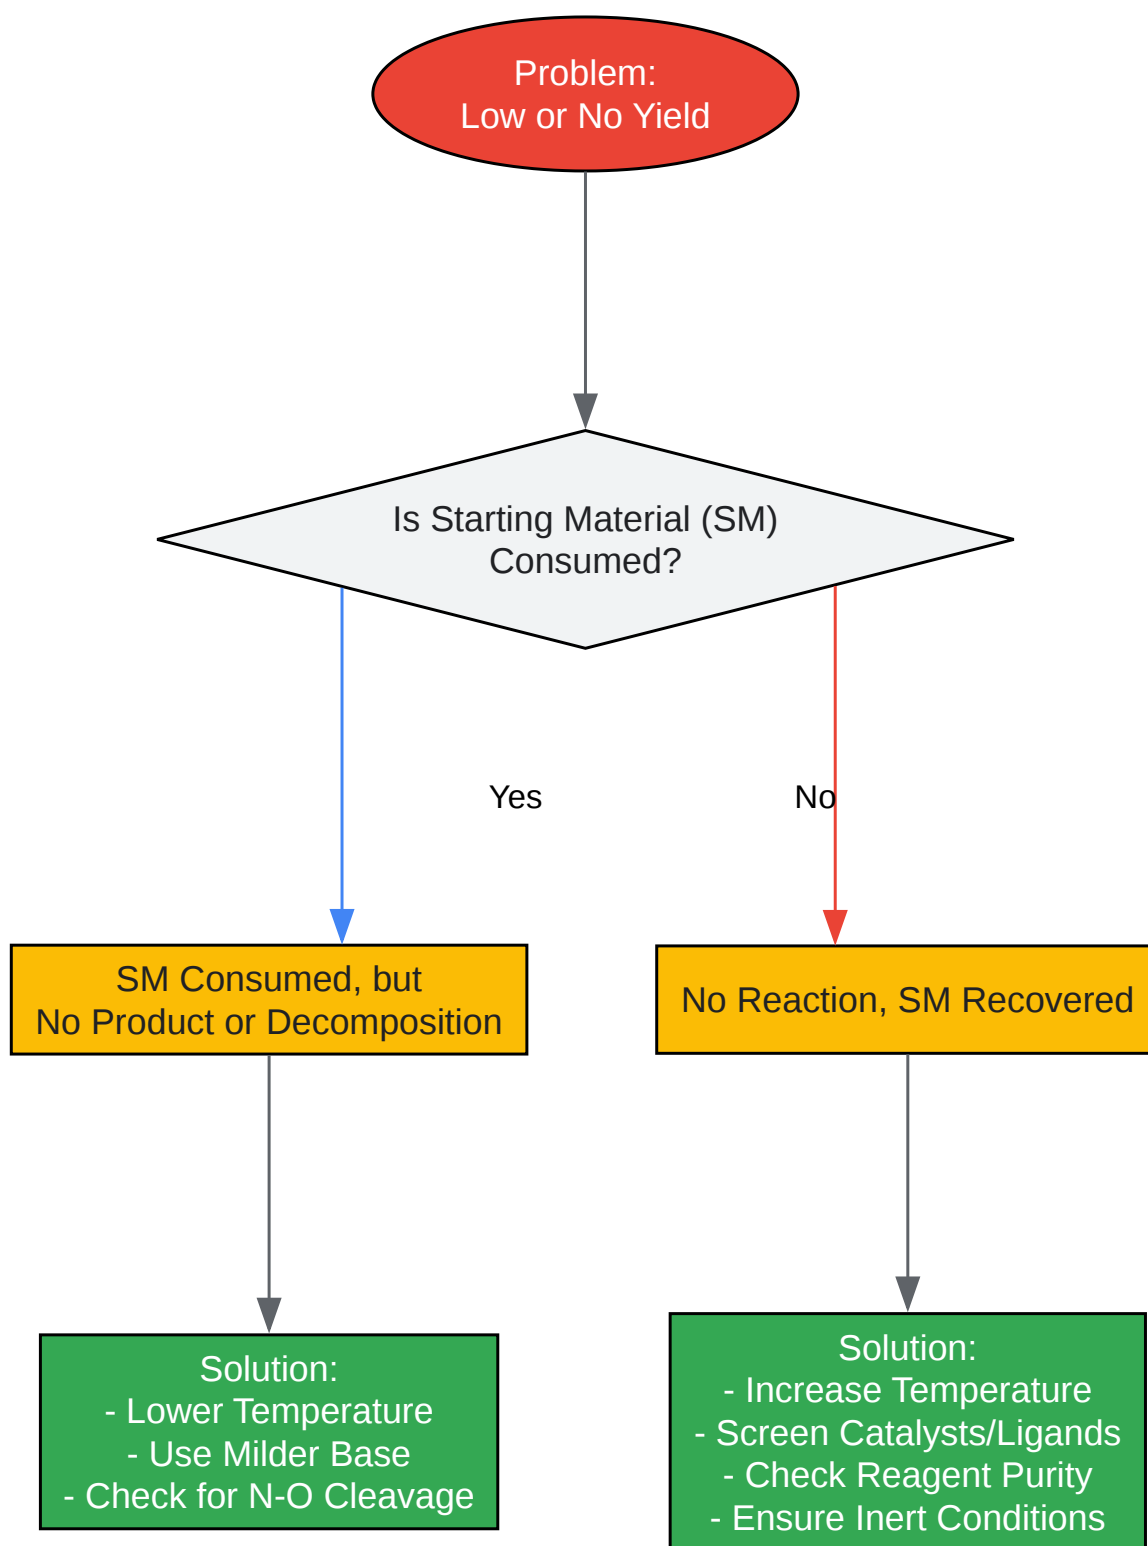 Problem:
Low or No Yield
Is Starting Material (SM)
Consumed?
Yes
No
SM Consumed, but
No Product or Decomposition
No Reaction, SM Recovered
Solution:
- Lower Temperature
- Use Milder Base
- Check for N-O Cleavage
Solution:
- Increase Temperature
- Screen Catalysts/Ligands
- Check Reagent Purity
- Ensure Inert Conditions